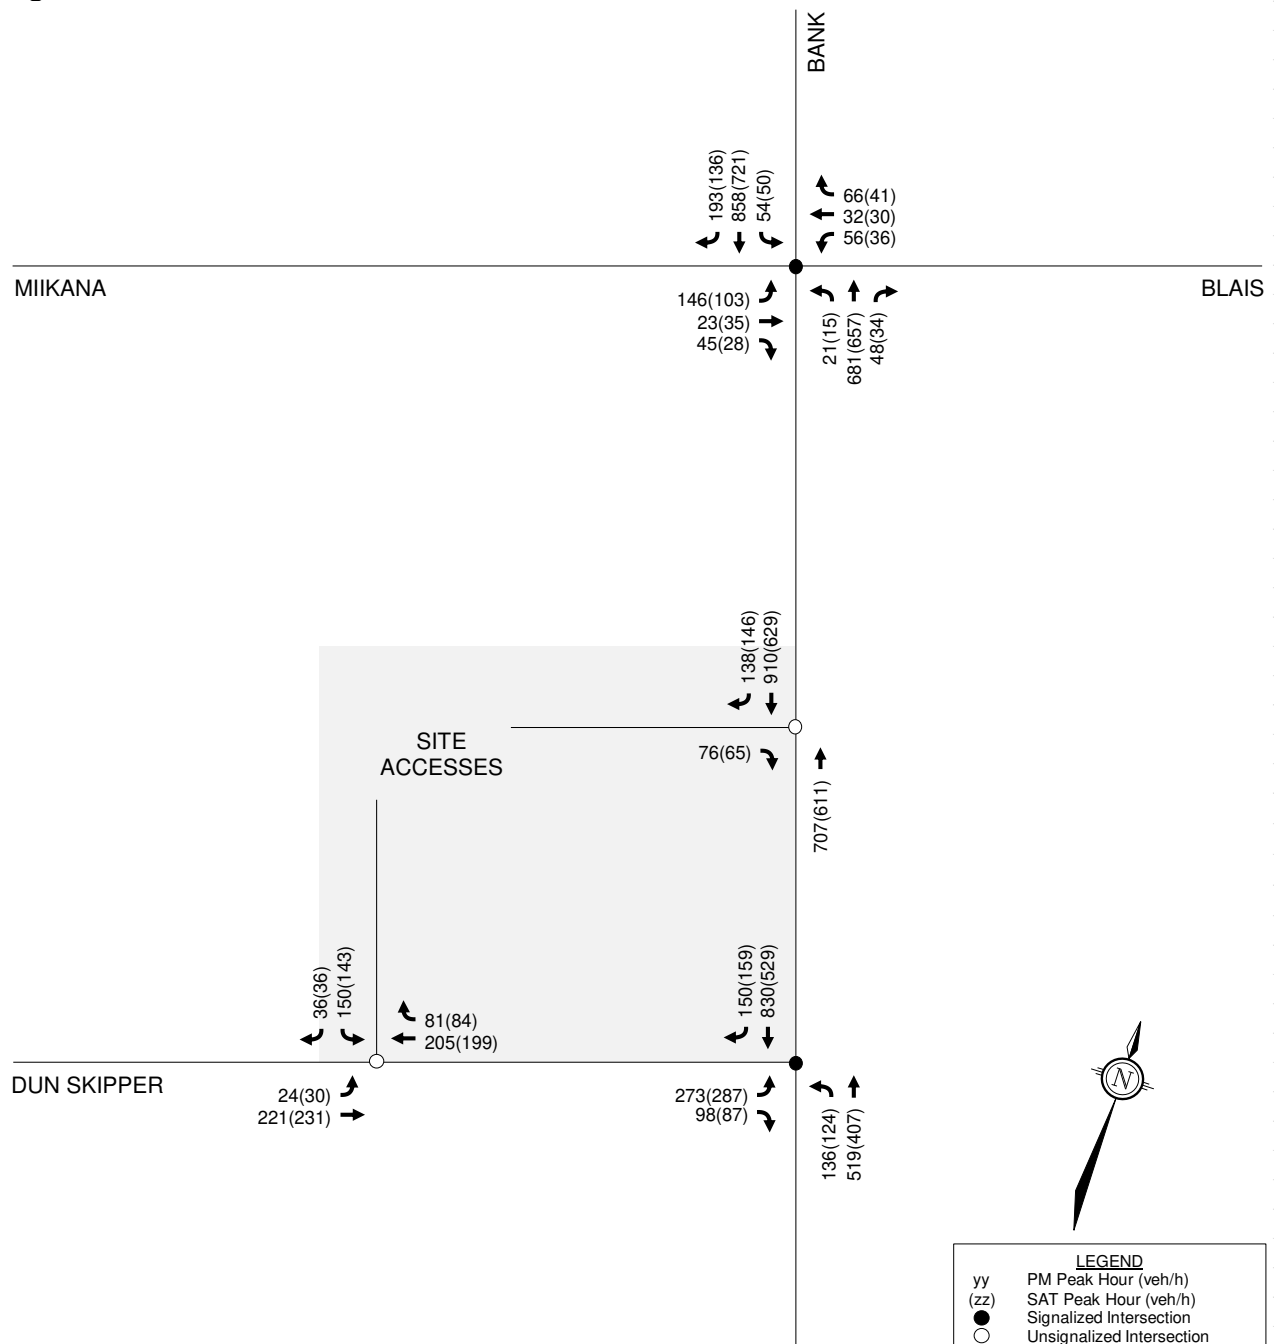 BANK
193(136)
858(721)
54(50)
66(41)
32(30)
56(36)
MIIKANA
BLAIS
146(103)
23(35)
45(28)
21(15)
681(657)
48(34)
138(146)
910(629)
SITE
ACCESSES
76(65)
707(611)
36(36)
150(143)
81(84)
205(199)
150(159)
830(529)
DUN SKIPPER
24(30)
221(231)
273(287)
98(87)
136(124)
519(407)
N
LEGEND
yy PM Peak Hour (veh/h)
(zz) SAT Peak Hour (veh/h)
Signalized Intersection
Unsignalized Intersection